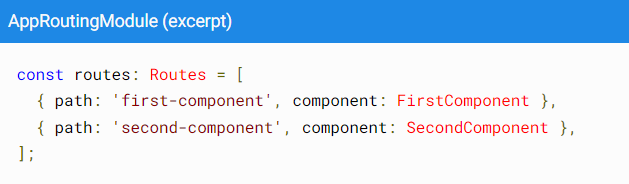 AppRoutingModule (excerpt)
const routes: Routes = [
  { path: 'first-component', component: FirstComponent },
  { path: 'second-component', component: SecondComponent },
];